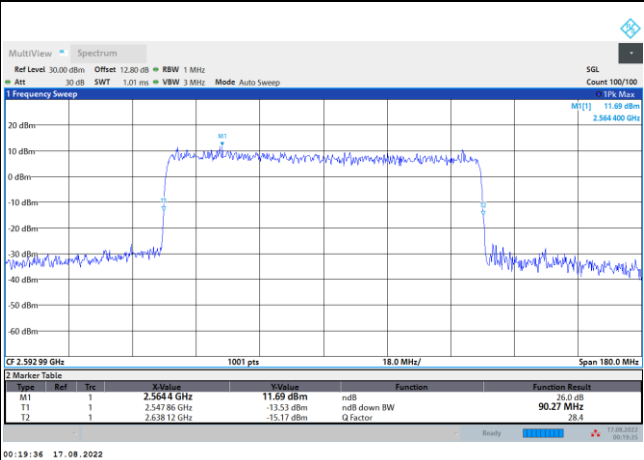 MultiView Spectrum
Ref Level 30.00 dBm Offset 12.80 dB RBW 1 MHz SGL
Att 30 dB SWT 1.01 ms VBW 3 MHz Mode Auto Sweep Count 100/100
1 Frequency Sweep 1Pk Max
M1[1] 11.69 dBm
2.564 400 GHz
M1
20 dBm
10 dBm
0 dBm
-10 dBm
-20 dBm
-30 dBm
-40 dBm
-50 dBm
-60 dBm
CF 2.592 99 GHz 1001 pts 18.0 MHz/ Span 180.0 MHz
2 Marker Table
Type Ref Trc X-Value Y-Value Function Function Result
M1 1 2.564 4 GHz 11.69 dBm ndB 26.0 dB
T1 1 2.547 86 GHz -13.53 dBm ndB down BW 90.27 MHz
T2 1 2.638 12 GHz -15.17 dBm Q Factor 28.4
Ready 17.08.2022
00:19:35
00:19:36 17.08.2022